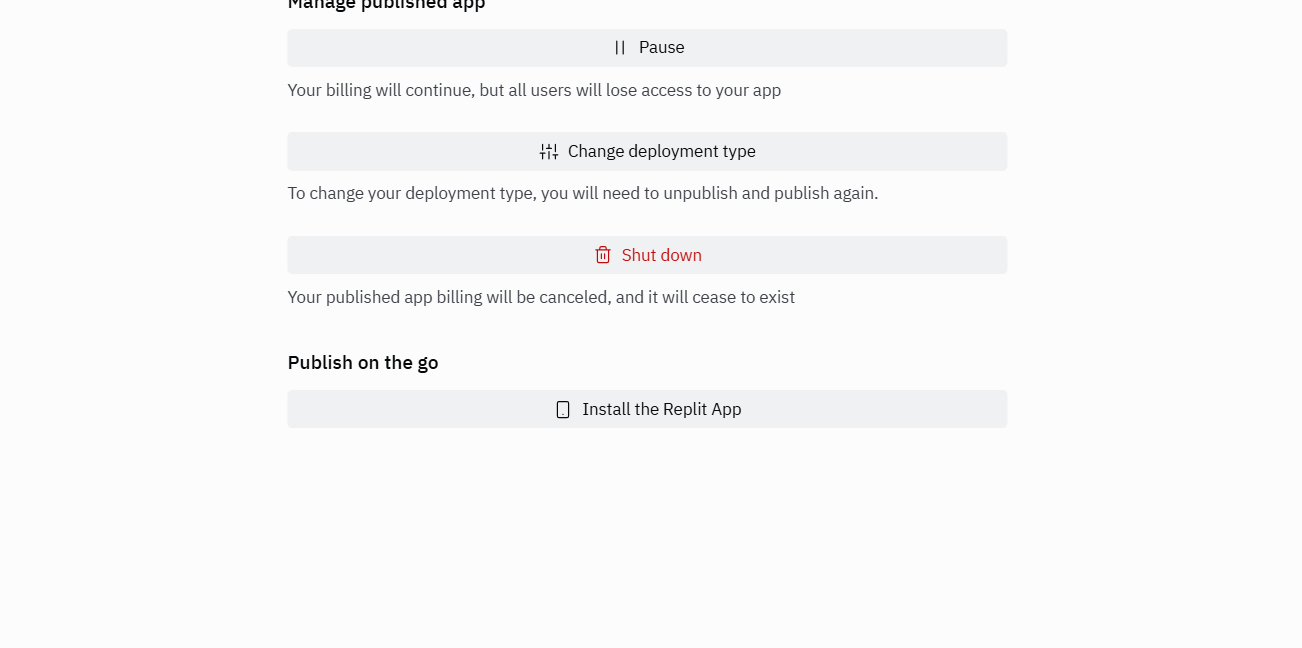 Manage published app
Pause
Your billing will continue, but all users will lose access to your app
Change deployment type
To change your deployment type, you will need to unpublish and publish again.
Shut down
Your published app billing will be canceled, and it will cease to exist
Publish on the go
Install the Replit App